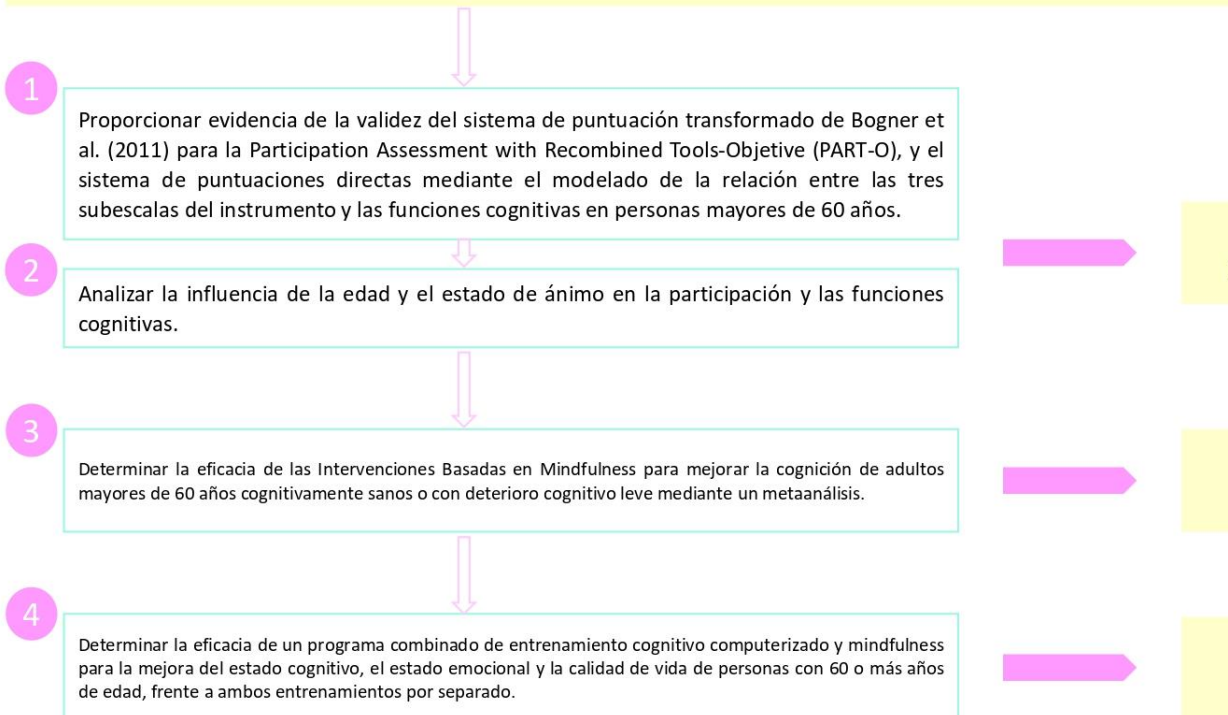 1
Proporcionar evidencia de la validez del sistema de puntuación transformado de Bogner et
al. (2011) para la Participation Assessment with Recombined Tools-Objetive (PART-O), y el
sistema de puntuaciones directas mediante el modelado de la relación entre las tres
subescalas del instrumento y las funciones cognitivas en personas mayores de 60 años.
2
Analizar la influencia de la edad y el estado de ánimo en la participación y las funciones
cognitivas.
3
Determinar la eficacia de las Intervenciones Basadas en Mindfulness para mejorar la cognición de adultos
mayores de 60 años cognitivamente sanos o con deterioro cognitivo leve mediante un metaanálisis.
4
Determinar la eficacia de un programa combinado de entrenamiento cognitivo computerizado y mindfulness
para la mejora del estado cognitivo, el estado emocional y la calidad de vida de personas con 60 o más años
de edad, frente a ambos entrenamientos por separado.